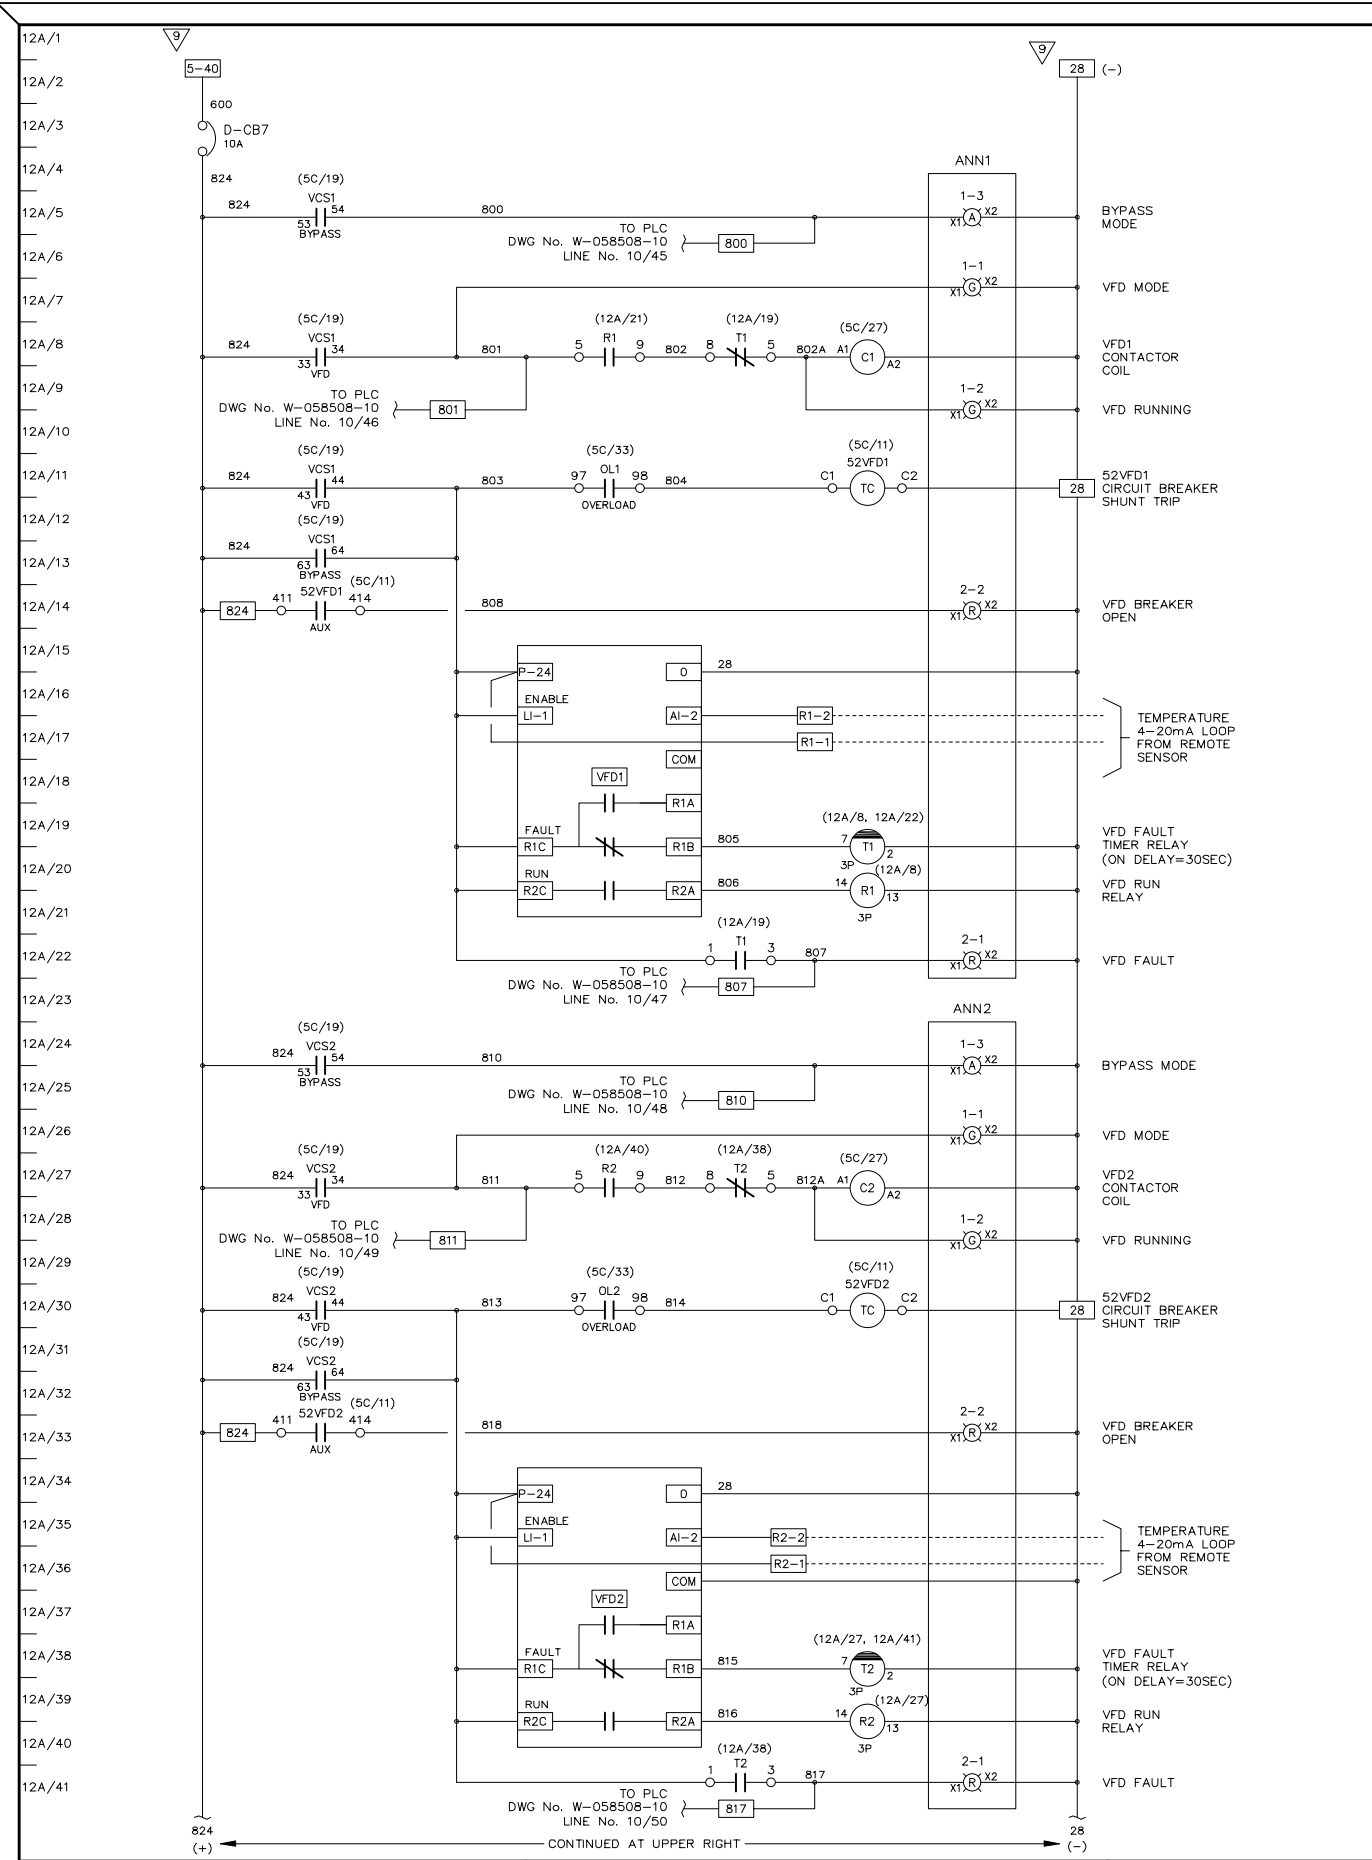 12A/1
9
9
5-40
28 (-)
12A/2
600
12A/3
D-CB7
10A
12A/4
ANN1
824
(5C/19)
VCS1
1-3
12A/5
824
53 54
800
X1 A X2
BYPASS
MODE
BYPASS
TO PLC
DWG No. W-058508-10
800
LINE No. 10/45
12A/6
1-1
X1 G X2
VFD MODE
12A/7
(5C/19)
(12A/21)
(12A/19)
(5C/27)
12A/8
824
VCS1
33 34
VFD
801
5 R1 9
802
8 T1 5
802A
A1 C1 A2
VFD1
CONTACTOR
COIL
12A/9
TO PLC
DWG No. W-058508-10
801
LINE No. 10/46
1-2
X1 G X2
VFD RUNNING
12A/10
(5C/19)
(5C/33)
(5C/11)
12A/11
824
VCS1
43 44
VFD
803
97 OL1 98
OVERLOAD
804
52VFD1
C1 TC C2
28
52VFD1
CIRCUIT BREAKER
SHUNT TRIP
12A/12
(5C/19)
VCS1
824
63 64
BYPASS
12A/13
(5C/11)
12A/14
824
411 52VFD1 414
AUX
808
2-2
X1 R X2
VFD BREAKER
OPEN
12A/15
P-24
0
28
12A/16
ENABLE
LI-1
AI-2
R1-2
12A/17
R1-1
TEMPERATURE
4-20mA LOOP
FROM REMOTE
SENSOR
COM
12A/18
VFD1
R1A
12A/19
(12A/8, 12A/22)
FAULT
R1C
R1B
805
7 T1 2
3P
VFD FAULT
TIMER RELAY
(ON DELAY=30SEC)
12A/20
RUN
R2C
R2A
806
(12A/8)
14 R1 13
3P
VFD RUN
RELAY
12A/21
(12A/19)
12A/22
1 T1 3
807
2-1
X1 R X2
VFD FAULT
TO PLC
DWG No. W-058508-10
807
LINE No. 10/47
12A/23
ANN2
(5C/19)
12A/24
824
VCS2
53 54
BYPASS
810
1-3
X1 A X2
BYPASS MODE
12A/25
TO PLC
DWG No. W-058508-10
810
LINE No. 10/48
12A/26
1-1
X1 G X2
VFD MODE
(5C/19)
(12A/40)
(12A/38)
(5C/27)
12A/27
824
VCS2
33 34
VFD
811
5 R2 9
812
8 T2 5
812A
A1 C2 A2
VFD2
CONTACTOR
COIL
12A/28
TO PLC
DWG No. W-058508-10
811
LINE No. 10/49
1-2
X1 G X2
VFD RUNNING
12A/29
(5C/19)
(5C/33)
(5C/11)
12A/30
824
VCS2
43 44
VFD
813
97 OL2 98
OVERLOAD
814
52VFD2
C1 TC C2
28
52VFD2
CIRCUIT BREAKER
SHUNT TRIP
12A/31
(5C/19)
824
VCS2
63 64
BYPASS
12A/32
(5C/11)
12A/33
824
411 52VFD2 414
AUX
818
2-2
X1 R X2
VFD BREAKER
OPEN
12A/34
P-24
0
28
12A/35
ENABLE
LI-1
AI-2
R2-2
12A/36
R2-1
TEMPERATURE
4-20mA LOOP
FROM REMOTE
SENSOR
COM
12A/37
VFD2
R1A
12A/38
(12A/27, 12A/41)
FAULT
R1C
R1B
815
7 T2 2
3P
VFD FAULT
TIMER RELAY
(ON DELAY=30SEC)
12A/39
RUN
R2C
R2A
816
(12A/27)
14 R2 13
3P
VFD RUN
RELAY
12A/40
(12A/38)
12A/41
1 T2 3
817
2-1
X1 R X2
VFD FAULT
TO PLC
DWG No. W-058508-10
817
LINE No. 10/50
824
(+)
CONTINUED AT UPPER RIGHT
28
(-)